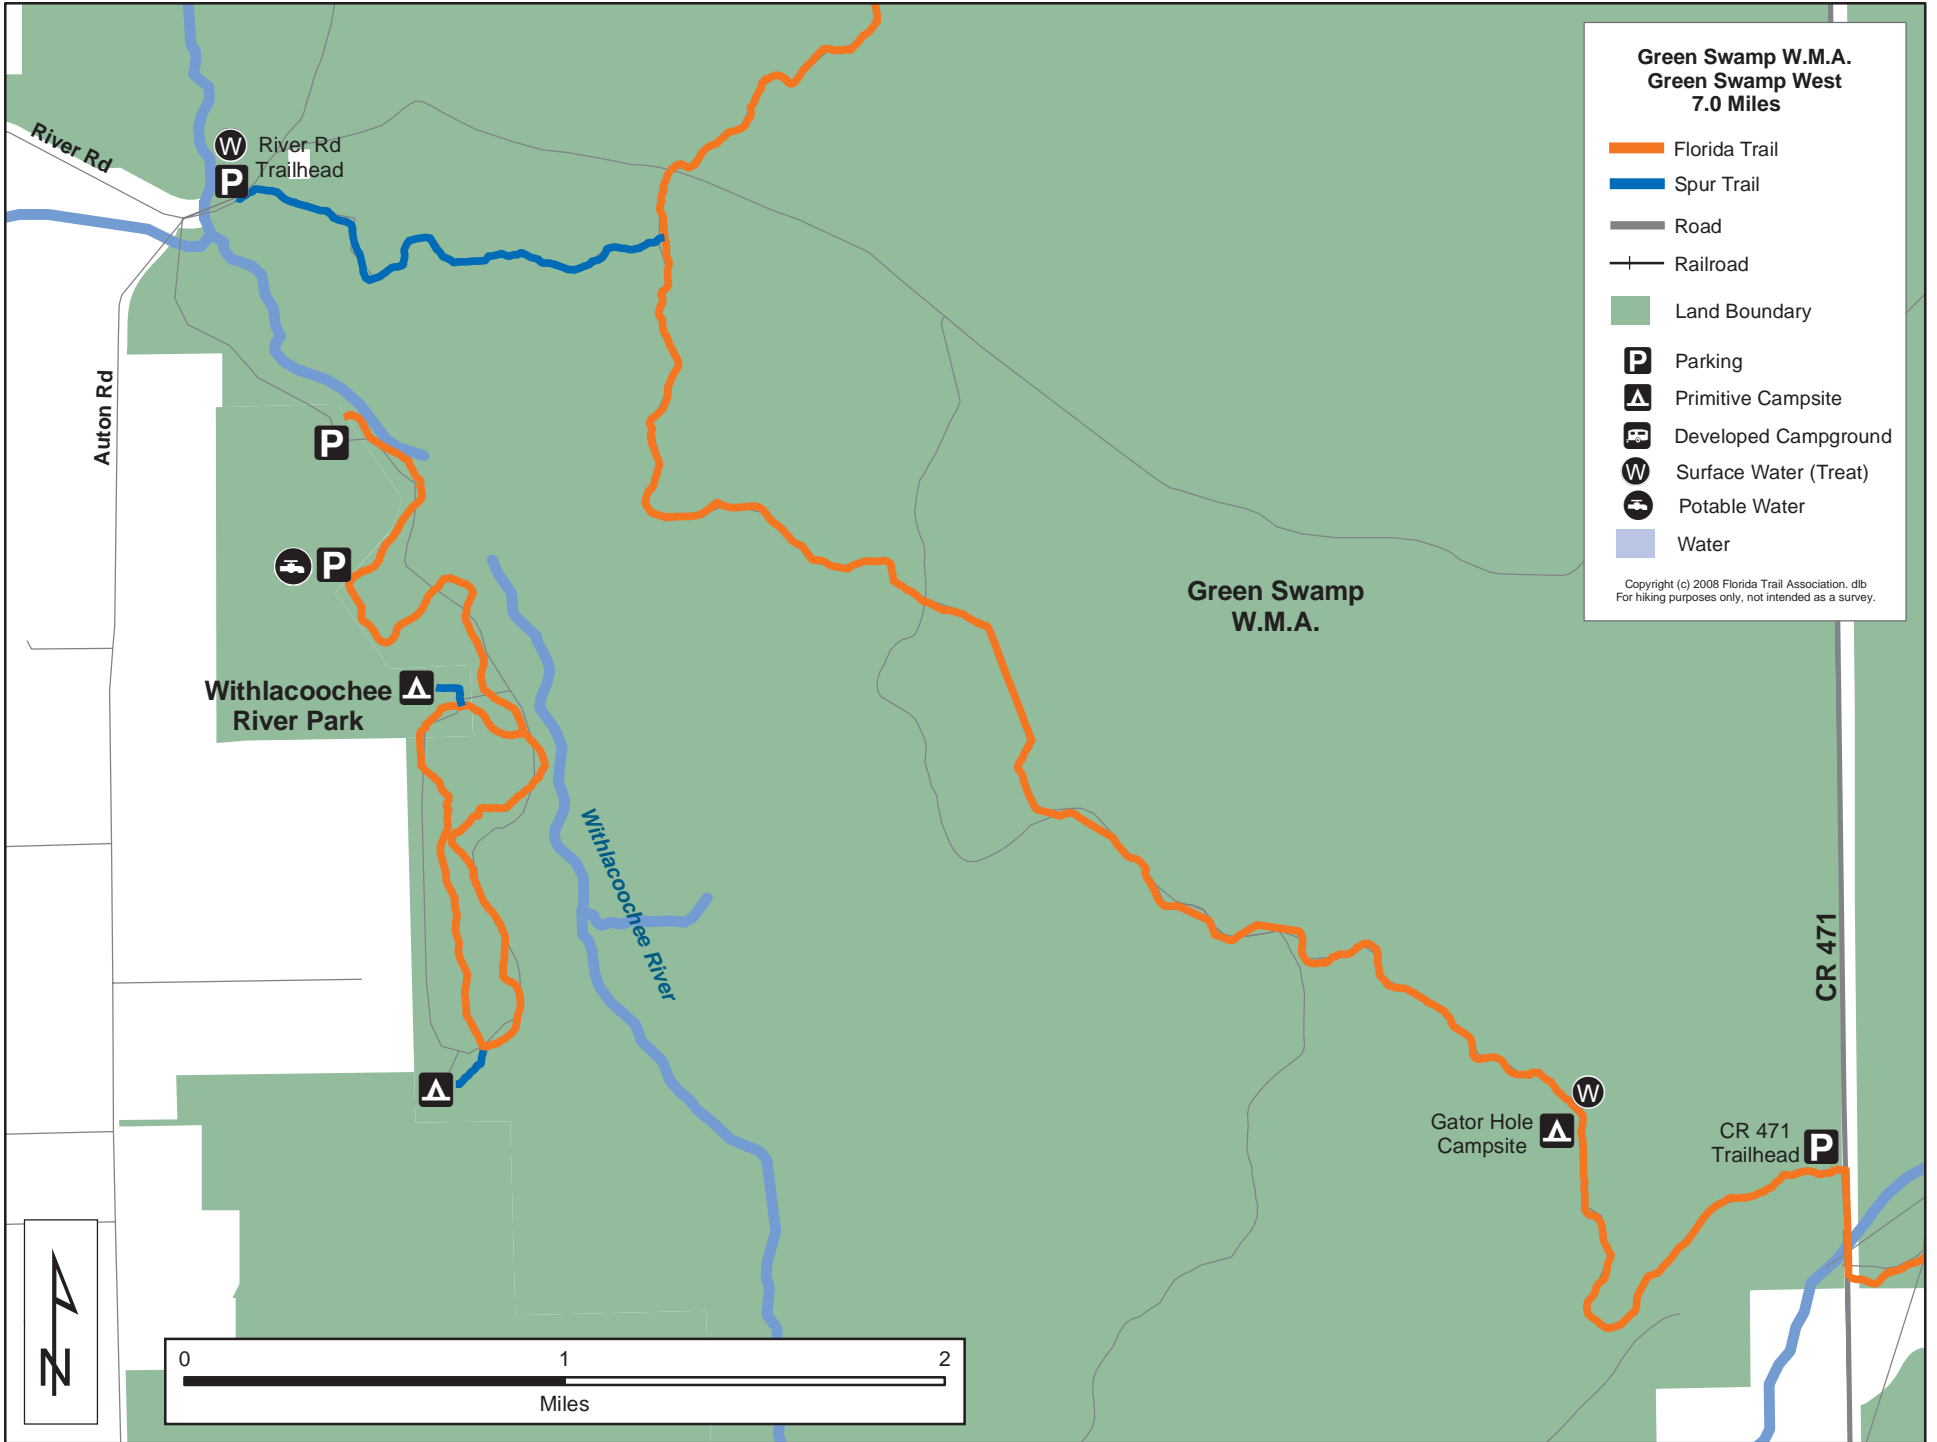 Green Swamp W.M.A.
Green Swamp West
7.0 Miles
Florida Trail
Spur Trail
Road
Railroad
Land Boundary
P Parking
Primitive Campsite
Developed Campground
W Surface Water (Treat)
Potable Water
Water
Copyright (c) 2008 Florida Trail Association. dlb
For hiking purposes only, not intended as a survey.
River Rd
W
P
River Rd
Trailhead
Auton Rd
P
P
Withlacoochee
River Park
Withlacoochee River
Green Swamp
W.M.A.
CR 471
W
Gator Hole
Campsite
CR 471
Trailhead
P
N
0 1 2
Miles